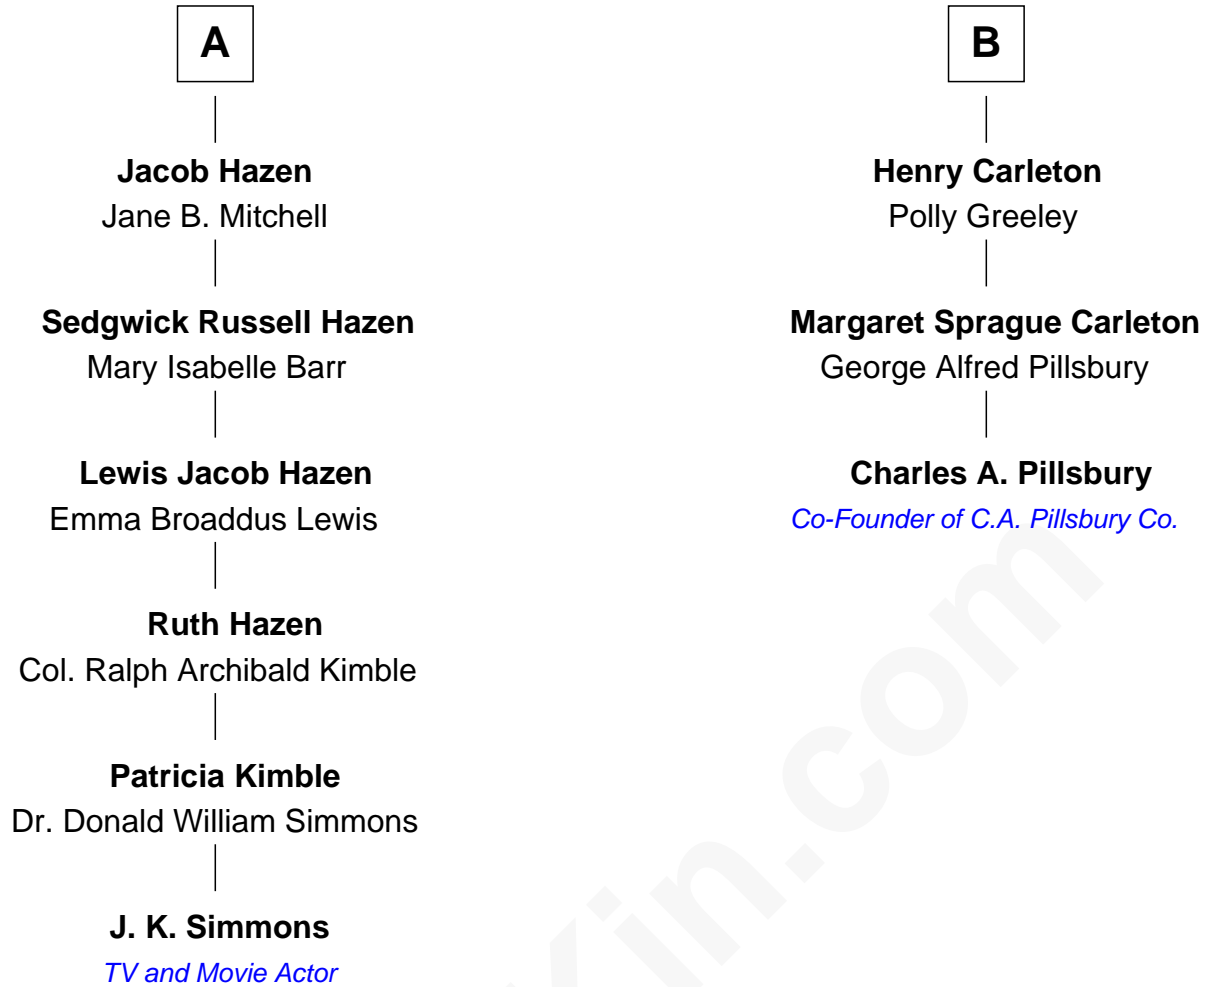 A
Jacob Hazen
Jane B. Mitchell
Sedgwick Russell Hazen
Mary Isabelle Barr
Lewis Jacob Hazen
Emma Broaddus Lewis
Ruth Hazen
Col. Ralph Archibald Kimble
Patricia Kimble
Dr. Donald William Simmons
J. K. Simmons
TV and Movie Actor
B
Henry Carleton
Polly Greeley
Margaret Sprague Carleton
George Alfred Pillsbury
Charles A. Pillsbury
Co-Founder of C.A. Pillsbury Co.
Kin.com